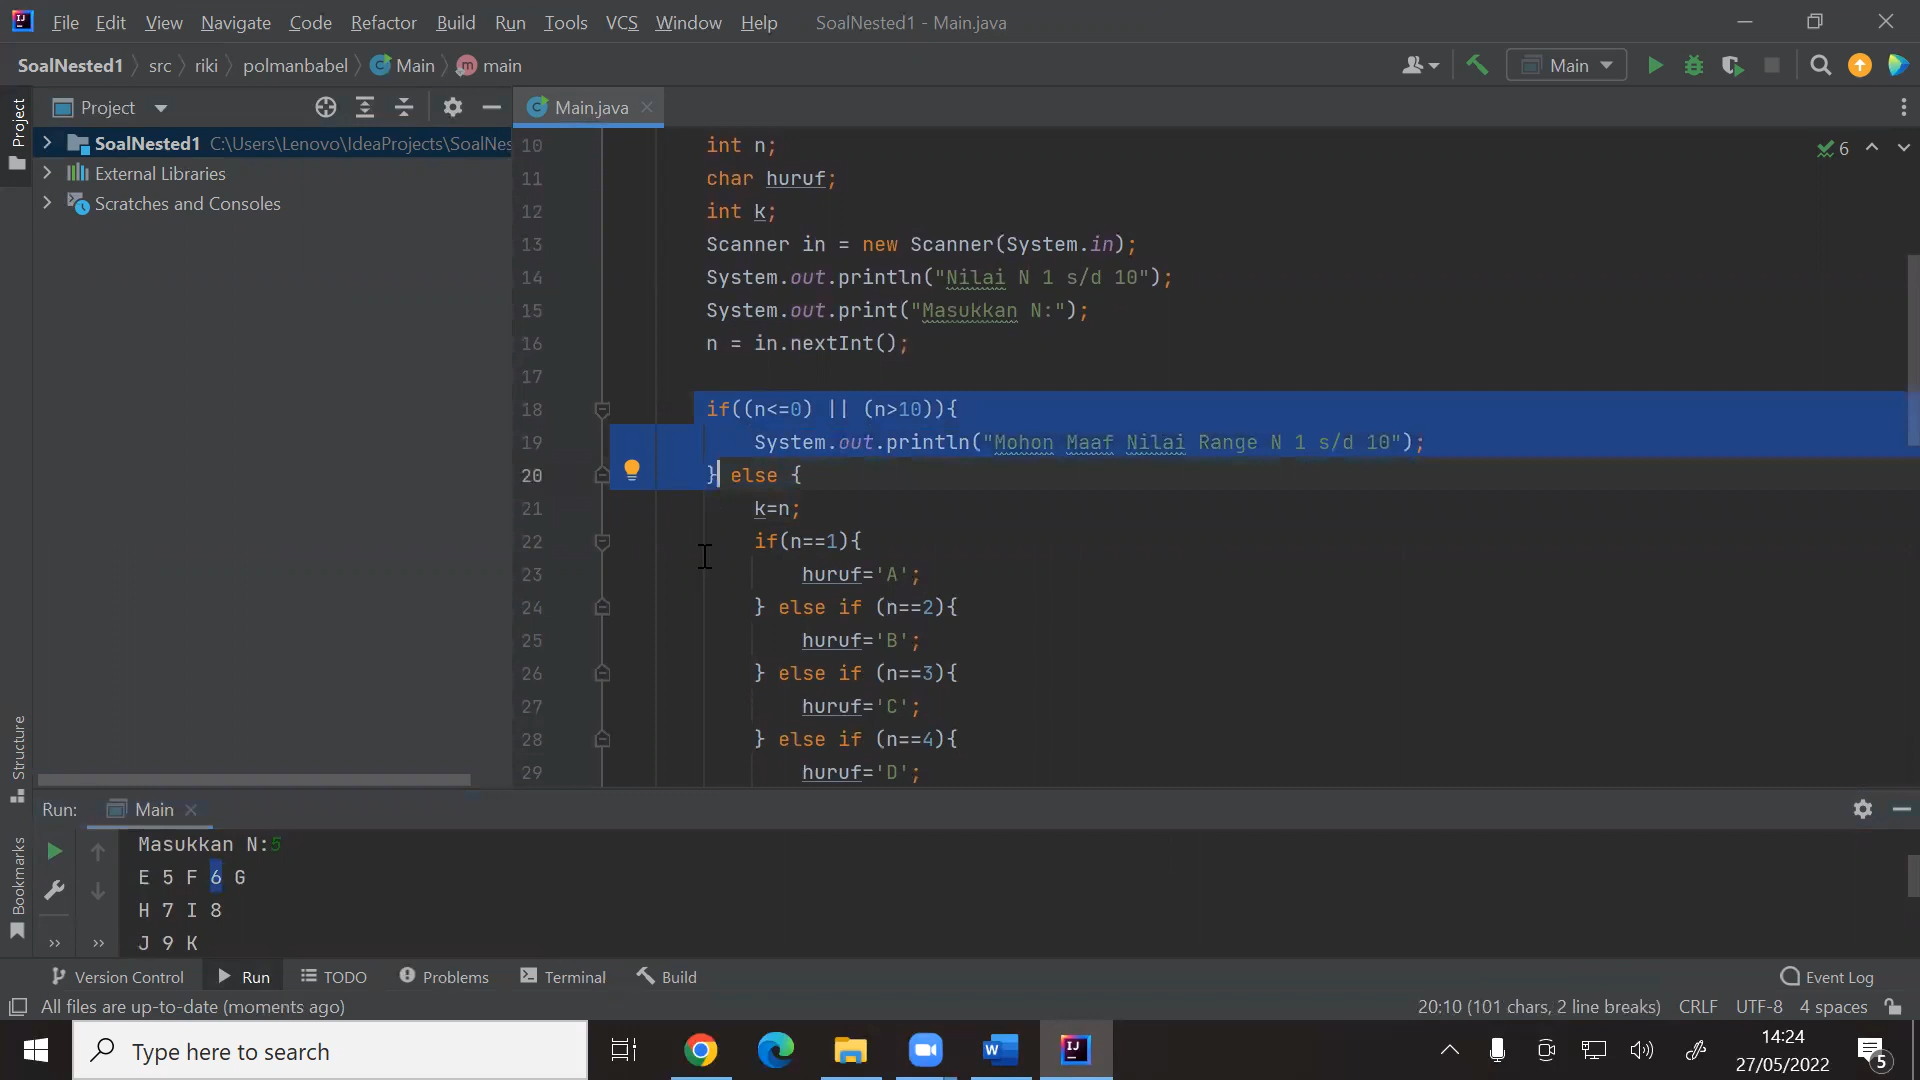 File Edit View Navigate Code Refactor Build Run Tools VCS Window Help SoalNested1 - Main.java
SoalNested1 src riki polmanbabel Main main Main
Project Main.java
Project
SoalNested1 C:\Users\Lenovo\IdeaProjects\SoalNes
External Libraries
Scratches and Consoles
6
10 int n;
11 char huruf;
12 int k;
13 Scanner in = new Scanner(System.in);
14 System.out.println("Nilai N 1 s/d 10");
15 System.out.print("Masukkan N:");
16 n = in.nextInt();
17
18 if((n<=0) || (n>10)){
19 System.out.println("Mohon Maaf Nilai Range N 1 s/d 10");
20 } else {
21 k=n;
22 if(n==1){
23 huruf='A';
24 } else if (n==2){
25 huruf='B';
26 } else if (n==3){
27 huruf='C';
28 } else if (n==4){
29 huruf='D';
Structure
Bookmarks
Run: Main
Masukkan N:5
E 5 F 6 G
H 7 I 8
J 9 K
Version Control Run TODO Problems Terminal Build Event Log
All files are up-to-date (moments ago) 20:10 (101 chars, 2 line breaks) CRLF UTF-8 4 spaces
Type here to search
14:24
27/05/2022
5